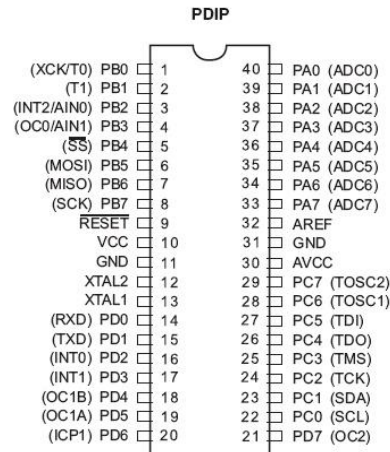 PDIP
(XCK/T0) PB0 1 40 PA0 (ADC0)
(T1) PB1 2 39 PA1 (ADC1)
(INT2/AIN0) PB2 3 38 PA2 (ADC2)
(OC0/AIN1) PB3 4 37 PA3 (ADC3)
(SS) PB4 5 36 PA4 (ADC4)
(MOSI) PB5 6 35 PA5 (ADC5)
(MISO) PB6 7 34 PA6 (ADC6)
(SCK) PB7 8 33 PA7 (ADC7)
RESET 9 32 AREF
VCC 10 31 GND
GND 11 30 AVCC
XTAL2 12 29 PC7 (TOSC2)
XTAL1 13 28 PC6 (TOSC1)
(RXD) PD0 14 27 PC5 (TDI)
(TXD) PD1 15 26 PC4 (TDO)
(INT0) PD2 16 25 PC3 (TMS)
(INT1) PD3 17 24 PC2 (TCK)
(OC1B) PD4 18 23 PC1 (SDA)
(OC1A) PD5 19 22 PC0 (SCL)
(ICP1) PD6 20 21 PD7 (OC2)